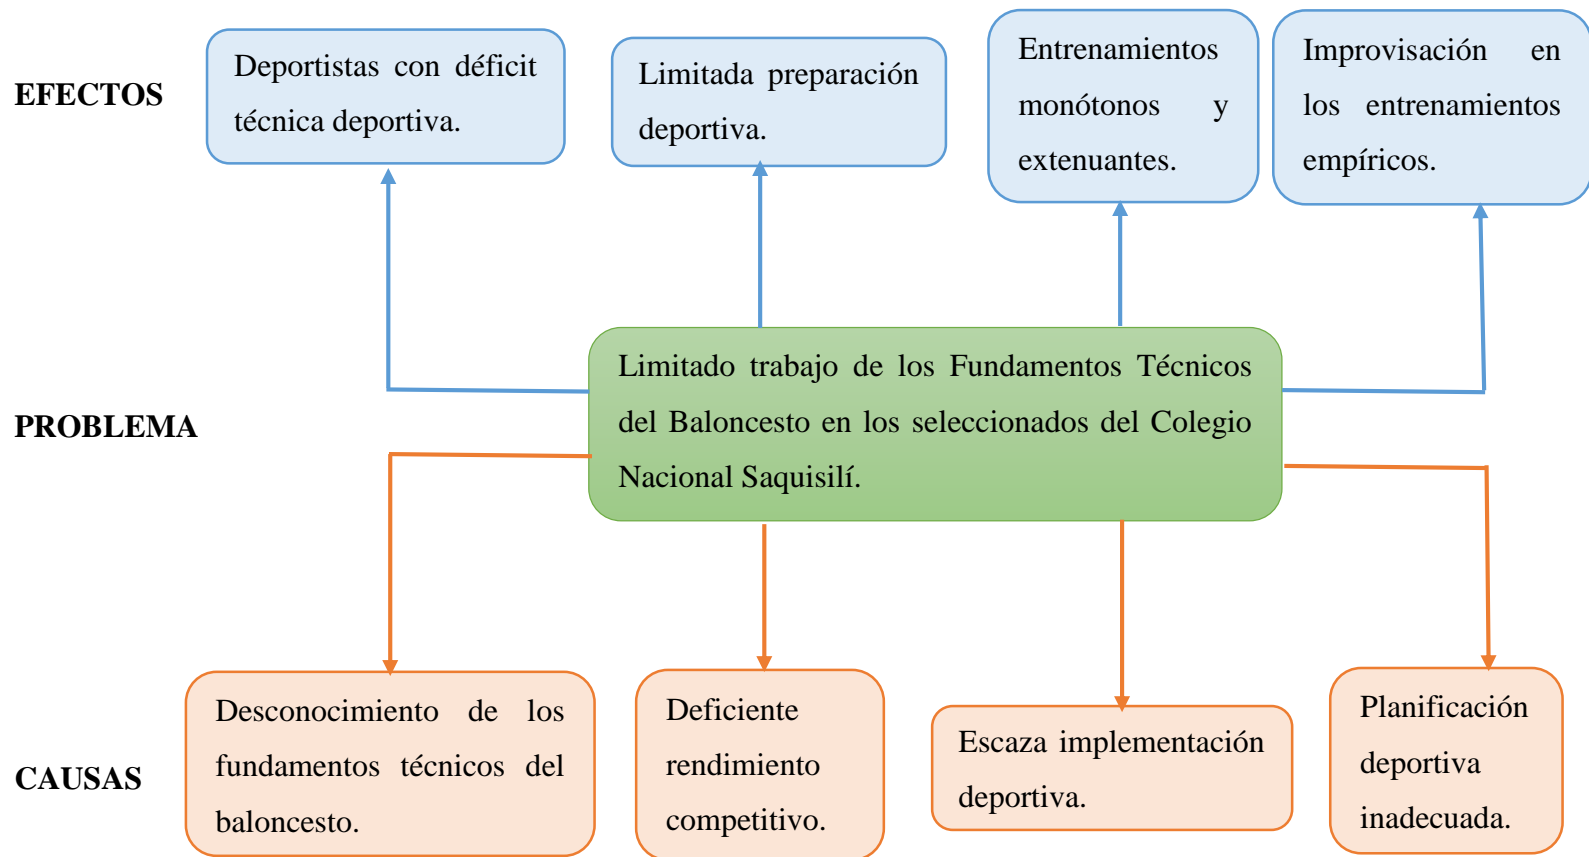 EFECTOS
Deportistas con déficit
técnica deportiva.
Limitada preparación
deportiva.
Entrenamientos
monótonos y
extenuantes.
Improvisación en
los entrenamientos
empíricos.
PROBLEMA
Limitado trabajo de los Fundamentos Técnicos
del Baloncesto en los seleccionados del Colegio
Nacional Saquisilí.
CAUSAS
Desconocimiento de los
fundamentos técnicos del
baloncesto.
Deficiente
rendimiento
competitivo.
Escaza implementación
deportiva.
Planificación
deportiva
inadecuada.